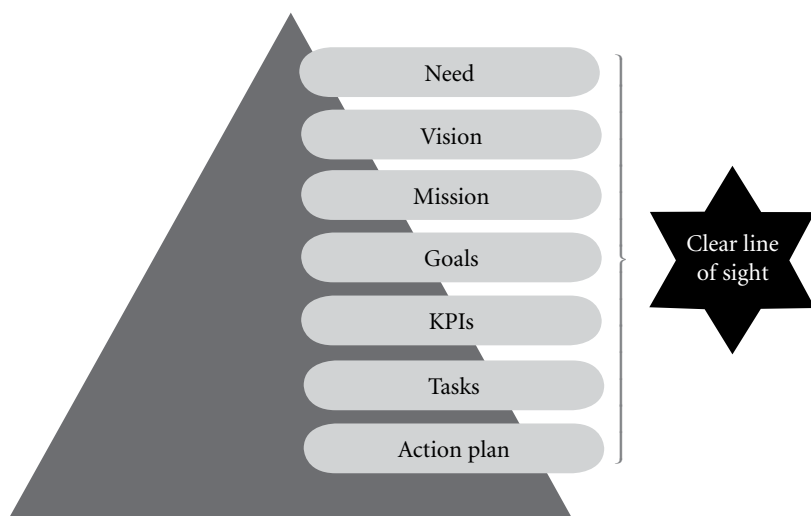 Need
Vision
Mission
Goals
KPIs
Tasks
Action plan
Clear line
of sight